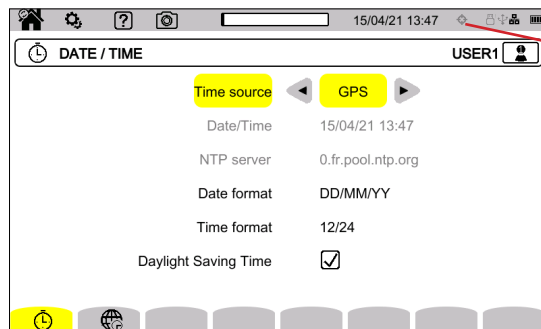 15/04/21 13:47
DATE / TIME USER1
Time source GPS
Date/Time 15/04/21 13:47
NTP server 0.fr.pool.ntp.org
Date format DD/MM/YY
Time format 12/24
Daylight Saving Time